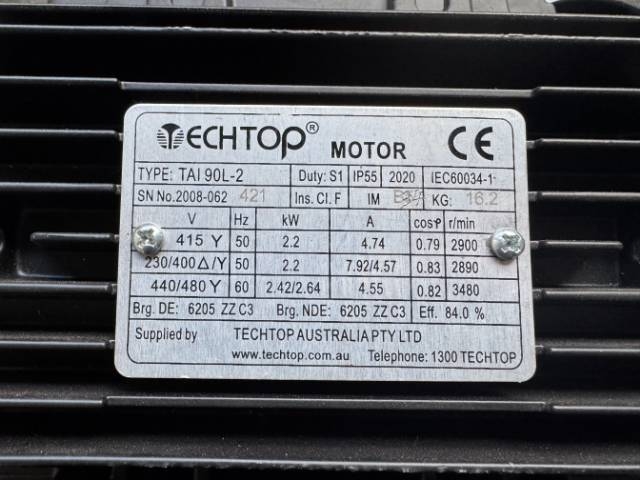 TECHTOP® MOTOR CE
TYPE: TAI 90L-2 Duty: S1 IP55 2020 IEC60034-1
SN No.2008-062 421 Ins. Cl. F IM KG: 16.2
V Hz kW A cosφ r/min
415 Y 50 2.2 4.74 0.79 2900
230/400 Δ/Y 50 2.2 7.92/4.57 0.83 2890
440/480 Y 60 2.42/2.64 4.55 0.82 3480
Brg. DE: 6205 ZZ C3 Brg. NDE: 6205 ZZ C3 Eff. 84.0 %
Supplied by TECHTOP AUSTRALIA PTY LTD
www.techtop.com.au Telephone: 1300 TECHTOP